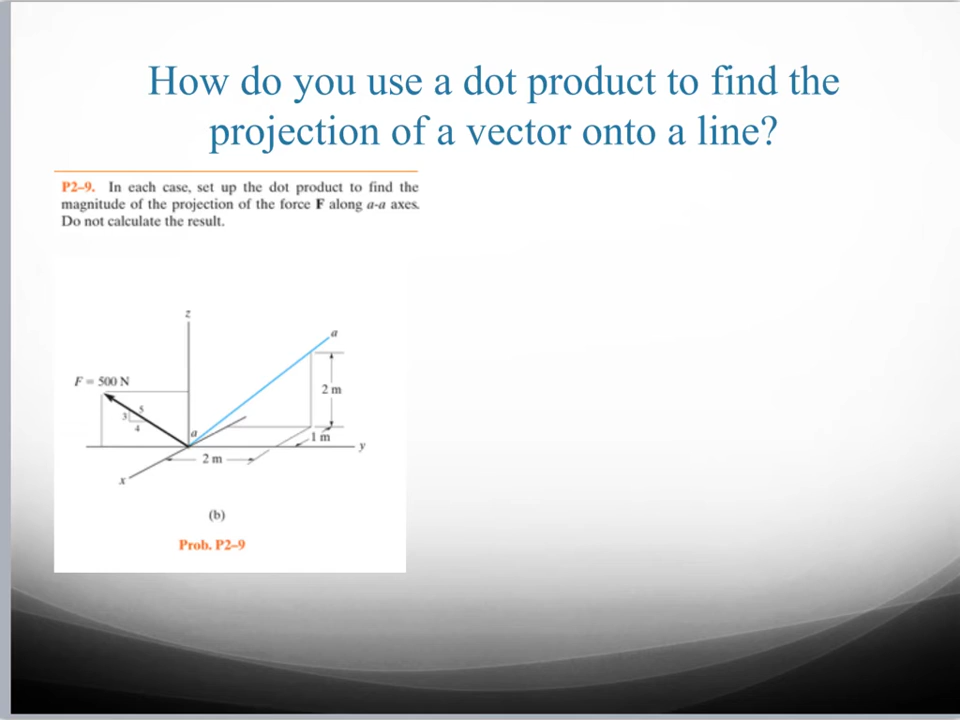 How do you use a dot product to find the
projection of a vector onto a line?
P2–9. In each case, set up the dot product to find the
magnitude of the projection of the force F along a-a axes.
Do not calculate the result.
z
a
F = 500 N
2 m
5
3
4
a
1 m
y
2 m
x
(b)
Prob. P2–9